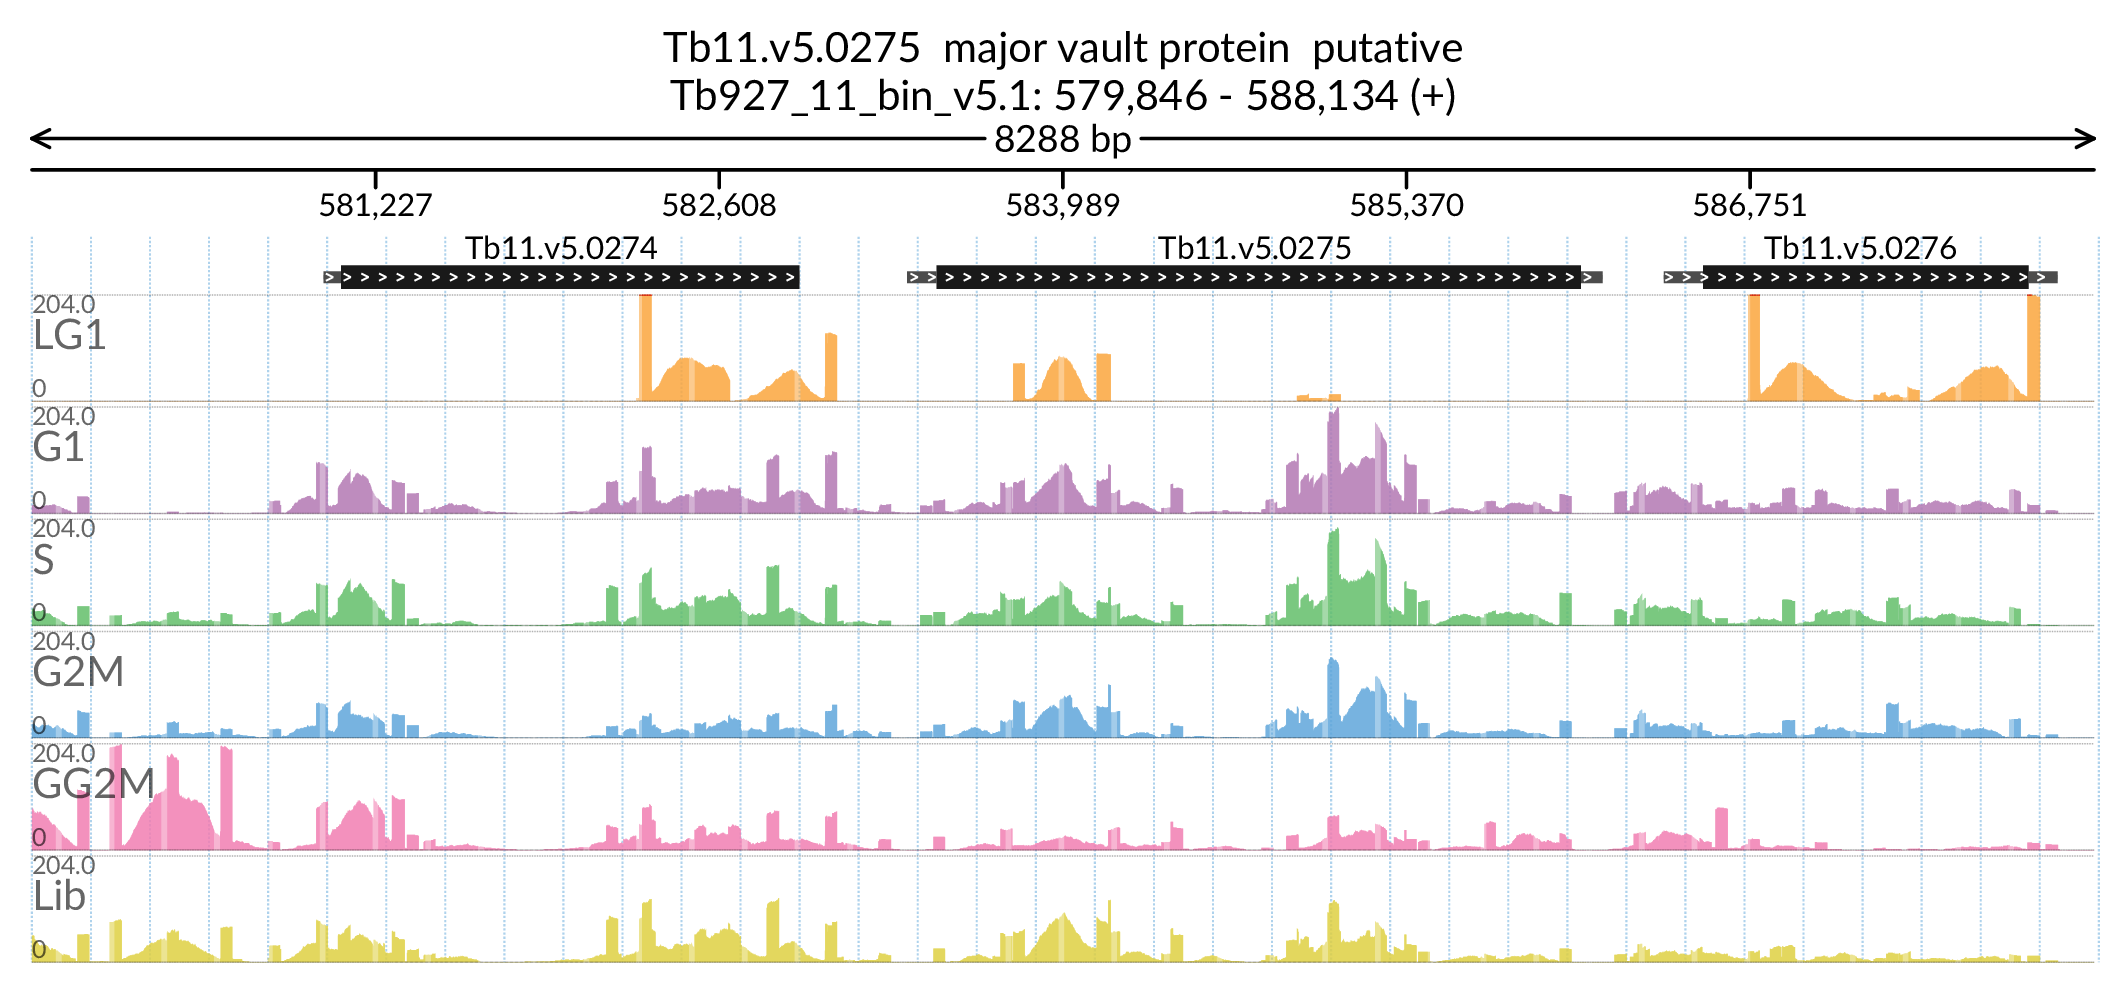 Tb11.v5.0275 major vault protein putative
Tb927_11_bin_v5.1: 579,846 - 588,134 (+)
8288 bp
581,227 582,608 583,989 585,370 586,751
Tb11.v5.0274 Tb11.v5.0275 Tb11.v5.0276
204.0
LG1
0
204.0
G1
0
204.0
S
0
204.0
G2M
0
204.0
GG2M
0
204.0
Lib
0